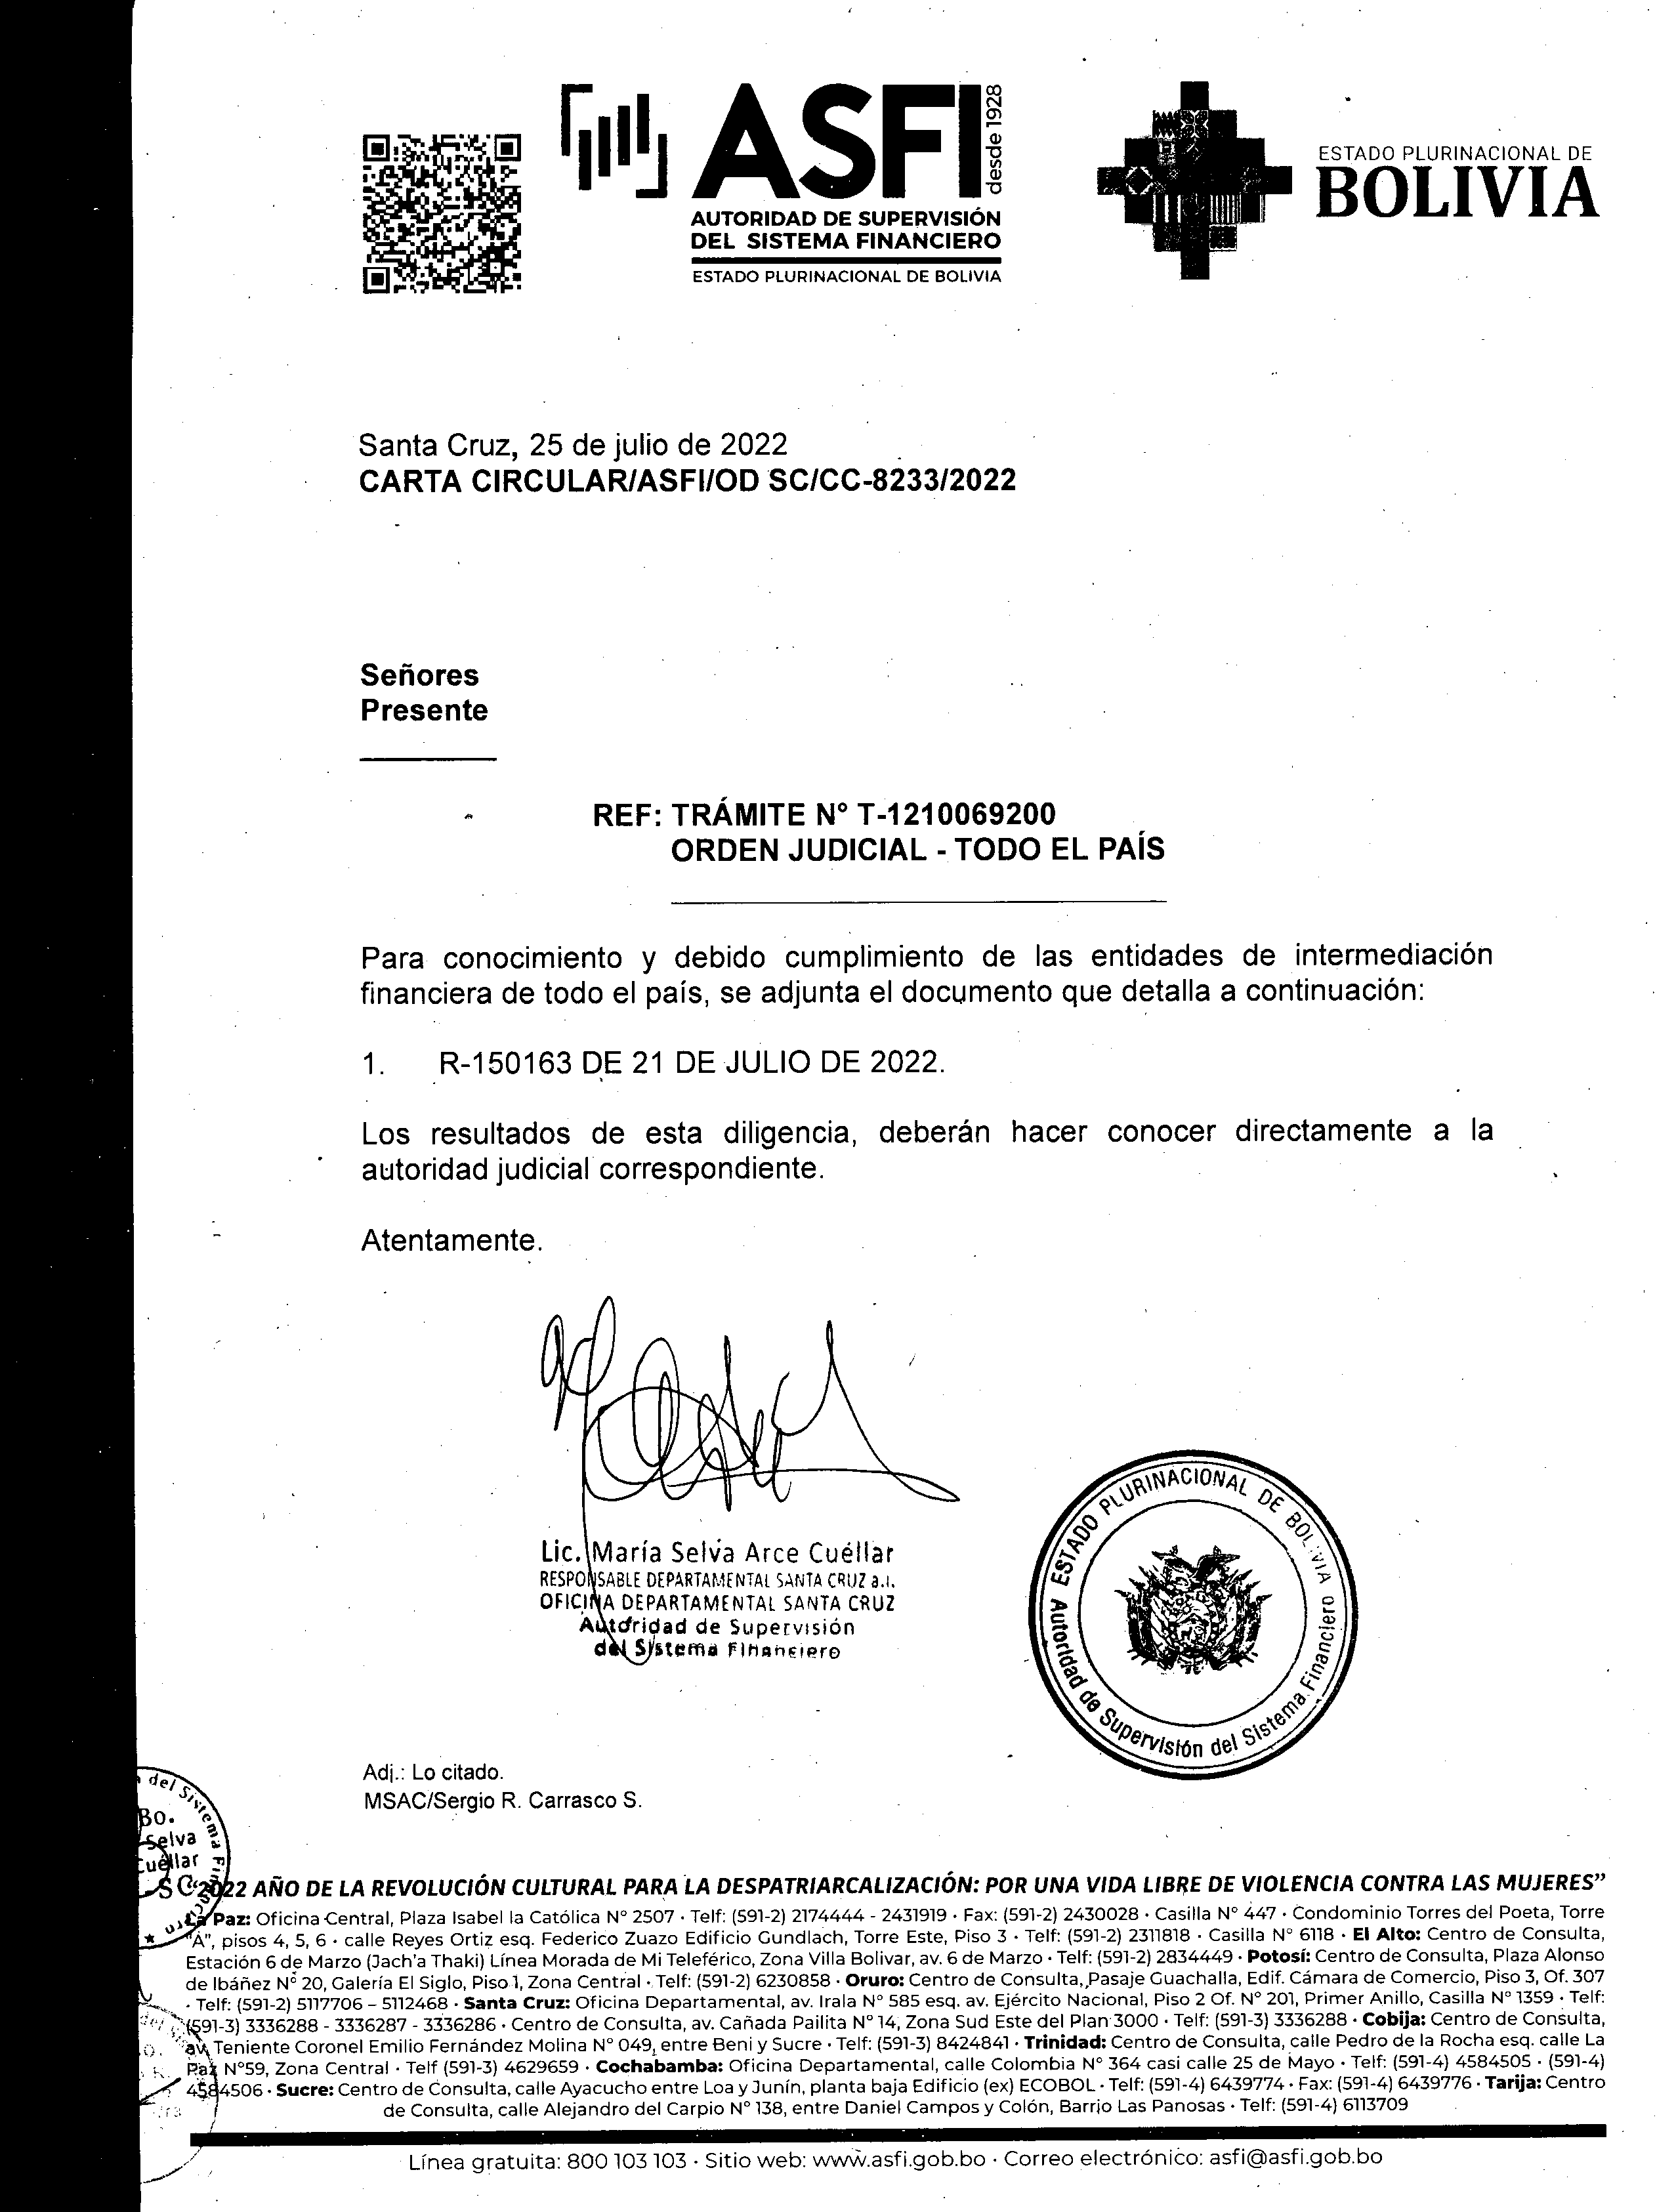 ASFI
desde 1928
AUTORIDAD DE SUPERVISIÓN
DEL SISTEMA FINANCIERO
ESTADO PLURINACIONAL DE BOLIVIA
ESTADO PLURINACIONAL DE
BOLIVIA
Santa Cruz, 25 de julio de 2022
CARTA CIRCULAR/ASFI/OD SC/CC-8233/2022
Señores
Presente
REF: TRÁMITE Nº T-1210069200
ORDEN JUDICIAL - TODO EL PAÍS
Para conocimiento y debido cumplimiento de las entidades de intermediación
financiera de todo el país, se adjunta el documento que detalla a continuación:
1. R-150163 DE 21 DE JULIO DE 2022.
Los resultados de esta diligencia, deberán hacer conocer directamente a la
autoridad judicial correspondiente.
Atentamente.
Lic. María Selva Arce Cuéllar
RESPONSABLE DEPARTAMENTAL SANTA CRUZ a.i.
OFICINA DEPARTAMENTAL SANTA CRUZ
Autoridad de Supervisión
del Sistema Financiero
ESTADO PLURINACIONAL DE BOLIVIA
Autoridad de Supervisión del Sistema Financiero
Adj.: Lo citado.
MSAC/Sergio R. Carrasco S.
del Sistema
Bo.
Selva
Cuéllar
"2022 AÑO DE LA REVOLUCIÓN CULTURAL PARA LA DESPATRIARCALIZACIÓN: POR UNA VIDA LIBRE DE VIOLENCIA CONTRA LAS MUJERES”
La Paz: Oficina Central, Plaza Isabel la Católica Nº 2507 · Telf: (591-2) 2174444 - 2431919 · Fax: (591-2) 2430028 · Casilla Nº 447 · Condominio Torres del Poeta, Torre
"A", pisos 4, 5, 6 · calle Reyes Ortiz esq. Federico Zuazo Edificio Gundlach, Torre Este, Piso 3 · Telf: (591-2) 2311818 · Casilla Nº 6118 · El Alto: Centro de Consulta,
Estación 6 de Marzo (Jach'a Thaki) Línea Morada de Mi Teleférico, Zona Villa Bolivar, av. 6 de Marzo · Telf: (591-2) 2834449 · Potosí: Centro de Consulta, Plaza Alonso
de Ibáñez Nº 20, Galería El Siglo, Piso 1, Zona Central · Telf: (591-2) 6230858 · Oruro: Centro de Consulta, Pasaje Guachalla, Edif. Cámara de Comercio, Piso 3, Of. 307
· Telf: (591-2) 5117706 – 5112468 · Santa Cruz: Oficina Departamental, av. Irala Nº 585 esq. av. Ejército Nacional, Piso 2 Of. Nº 201, Primer Anillo, Casilla Nº 1359 · Telf:
(591-3) 3336288 - 3336287 - 3336286 · Centro de Consulta, av. Cañada Pailita Nº 14, Zona Sud Este del Plan 3000 · Telf: (591-3) 3336288 · Cobija: Centro de Consulta,
av. Teniente Coronel Emilio Fernández Molina Nº 049, entre Beni y Sucre · Telf: (591-3) 8424841 · Trinidad: Centro de Consulta, calle Pedro de la Rocha esq. calle La
Paz Nº59, Zona Central · Telf (591-3) 4629659 · Cochabamba: Oficina Departamental, calle Colombia Nº 364 casi calle 25 de Mayo · Telf: (591-4) 4584505 · (591-4)
4584506 · Sucre: Centro de Consulta, calle Ayacucho entre Loa y Junín, planta baja Edificio (ex) ECOBOL · Telf: (591-4) 6439774 · Fax: (591-4) 6439776 · Tarija: Centro
de Consulta, calle Alejandro del Carpio Nº 138, entre Daniel Campos y Colón, Barrio Las Panosas · Telf: (591-4) 6113709
Línea gratuita: 800 103 103 · Sitio web: www.asfi.gob.bo · Correo electrónico: asfi@asfi.gob.bo